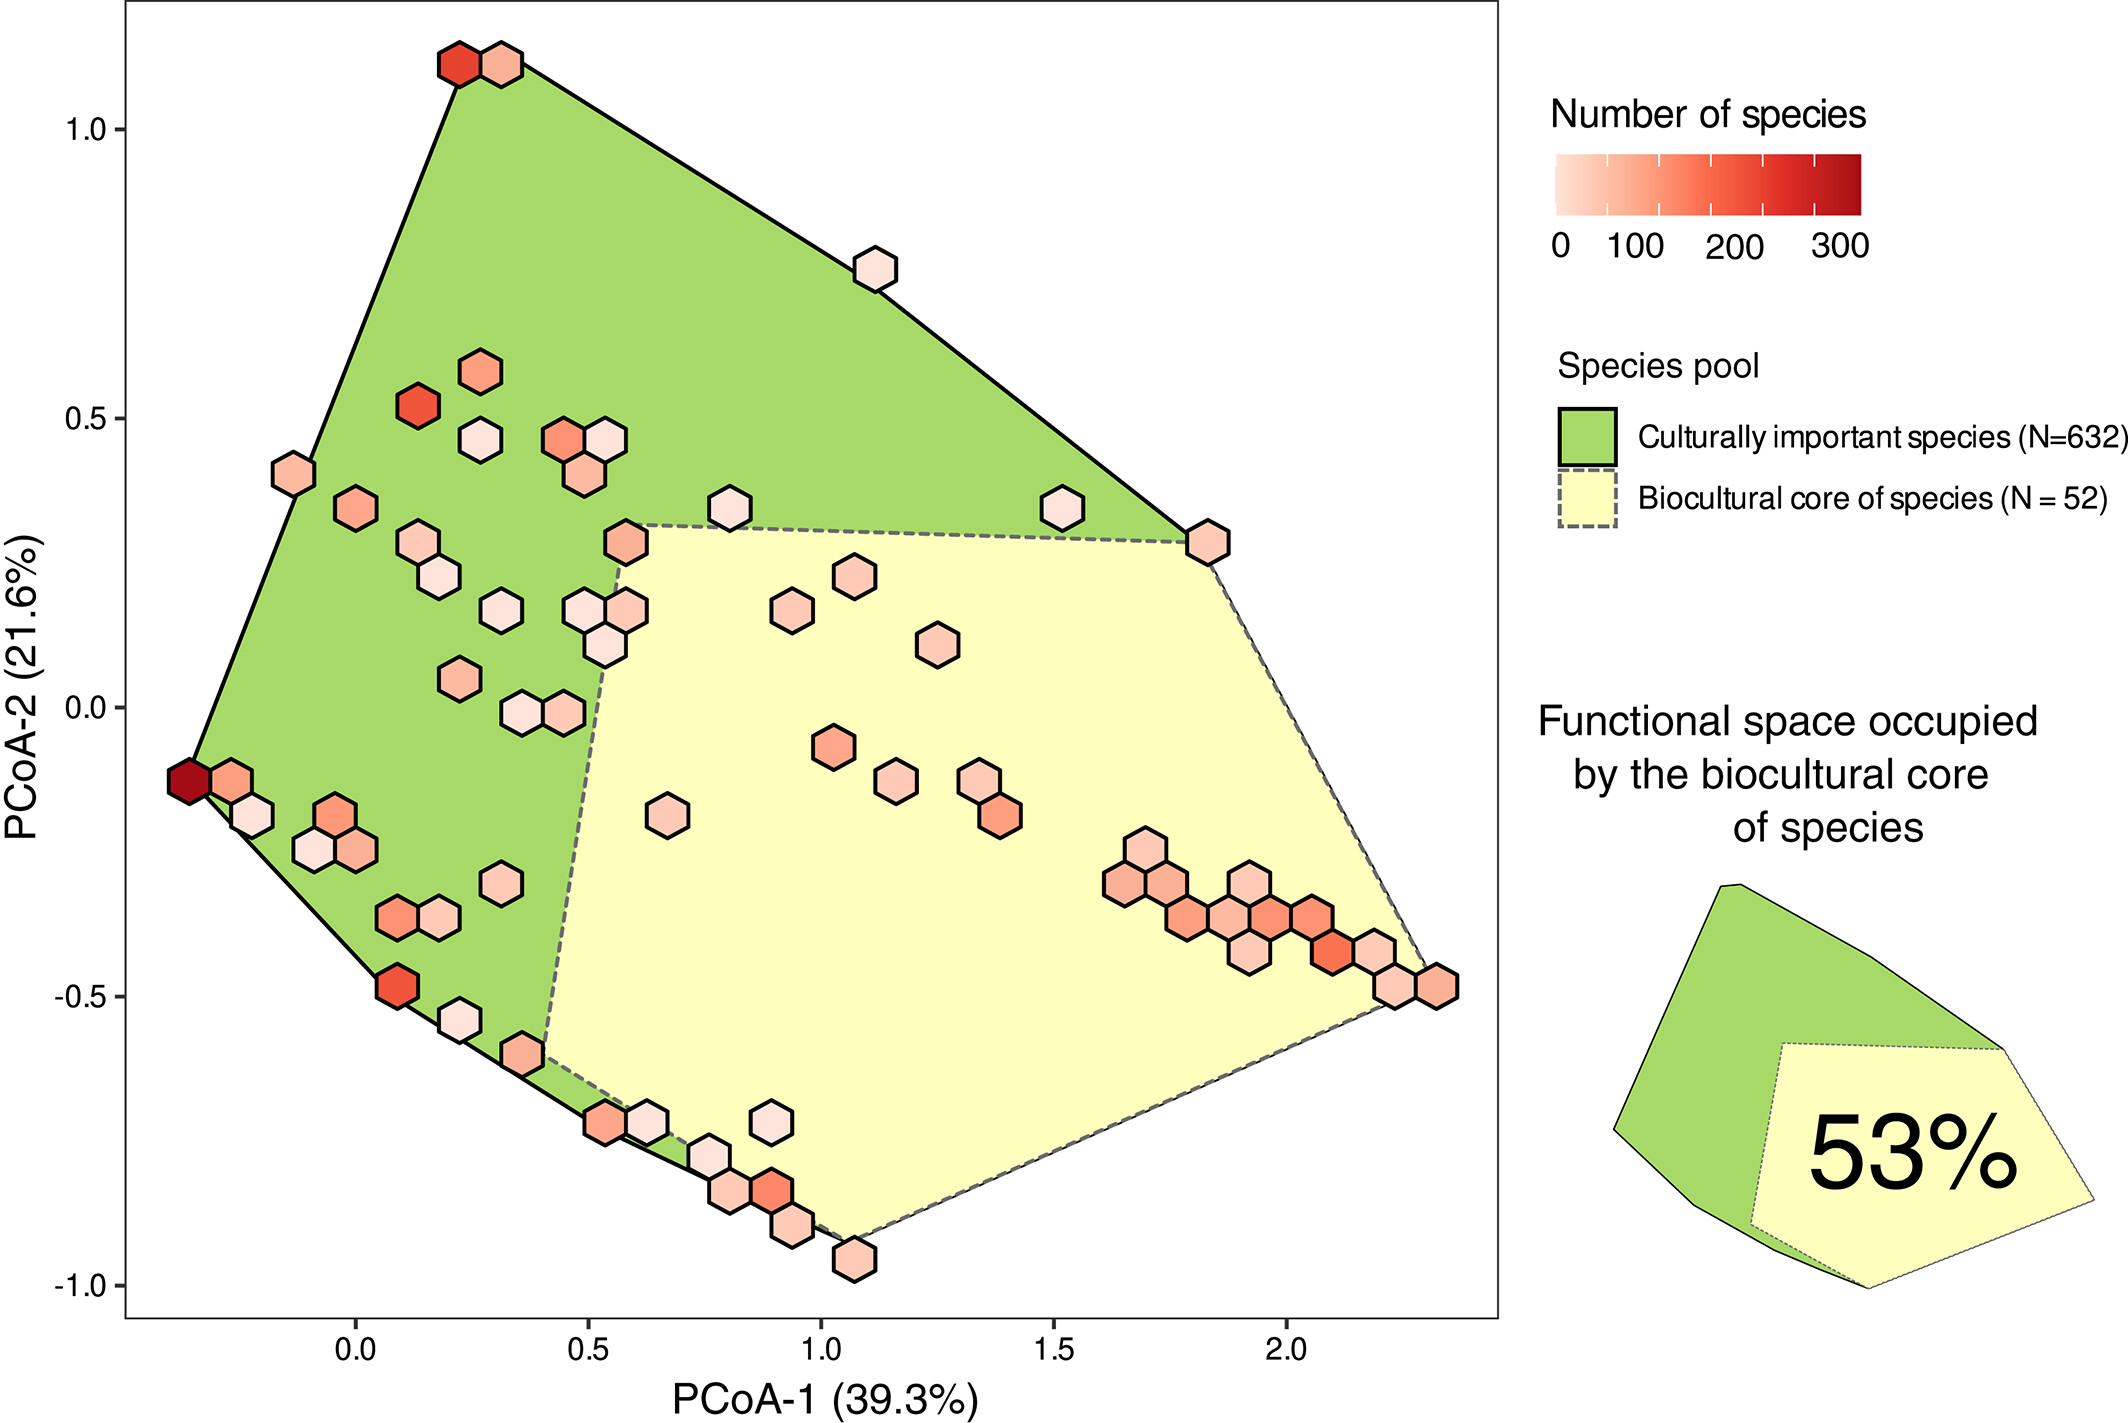 1.0
0.5
0.0
-0.5
-1.0
PCoA-2 (21.6%)
0.0 0.5 1.0 1.5 2.0
PCoA-1 (39.3%)
Number of species
0 100 200 300
Species pool
Culturally important species (N=632)
Biocultural core of species (N = 52)
Functional space occupied
by the biocultural core
of species
53%